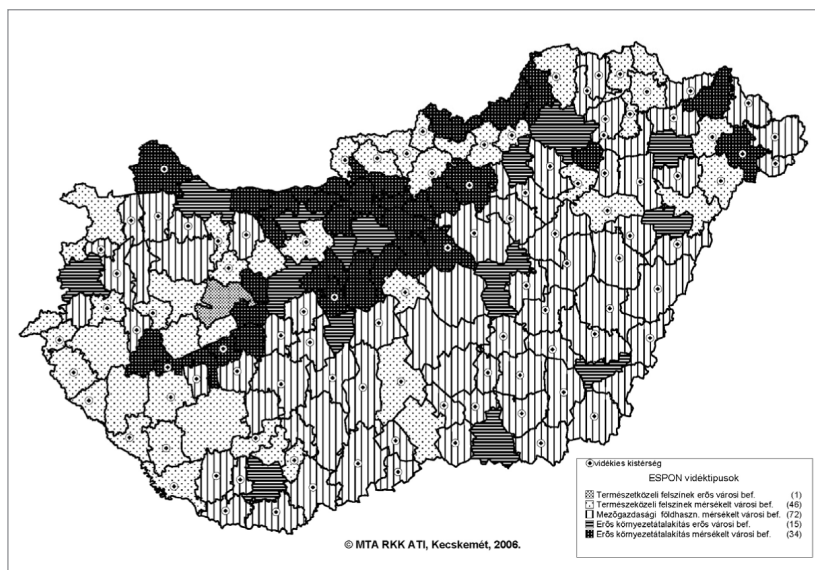 vidékies kistérség
ESPON vidéktípusok
Természetközeli felszínek erős városi bef. (1)
Természeközeli felszínek mérsékelt városi bef. (46)
Mezőgazdasági földhaszn. mérsékelt városi bef. (72)
Erős környezetátalakítás erős városi bef. (15)
Erős környezetátalakítás mérsékelt városi bef. (34)
© MTA RKK ATI, Kecskemét, 2006.